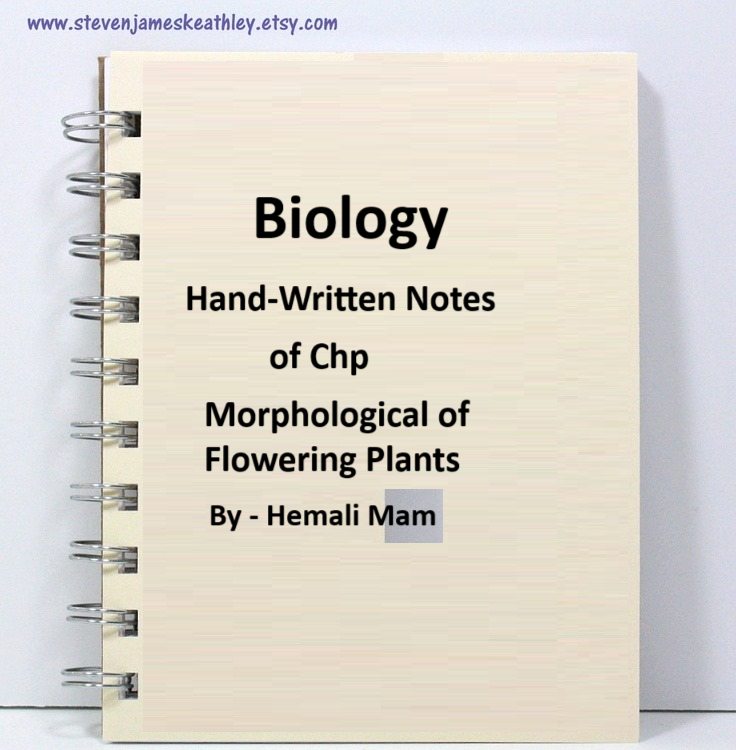 www.stevenjameskeathley.etsy.com
Biology
Hand-Written Notes
of Chp
Morphological of
Flowering Plants
By - Hemali Mam